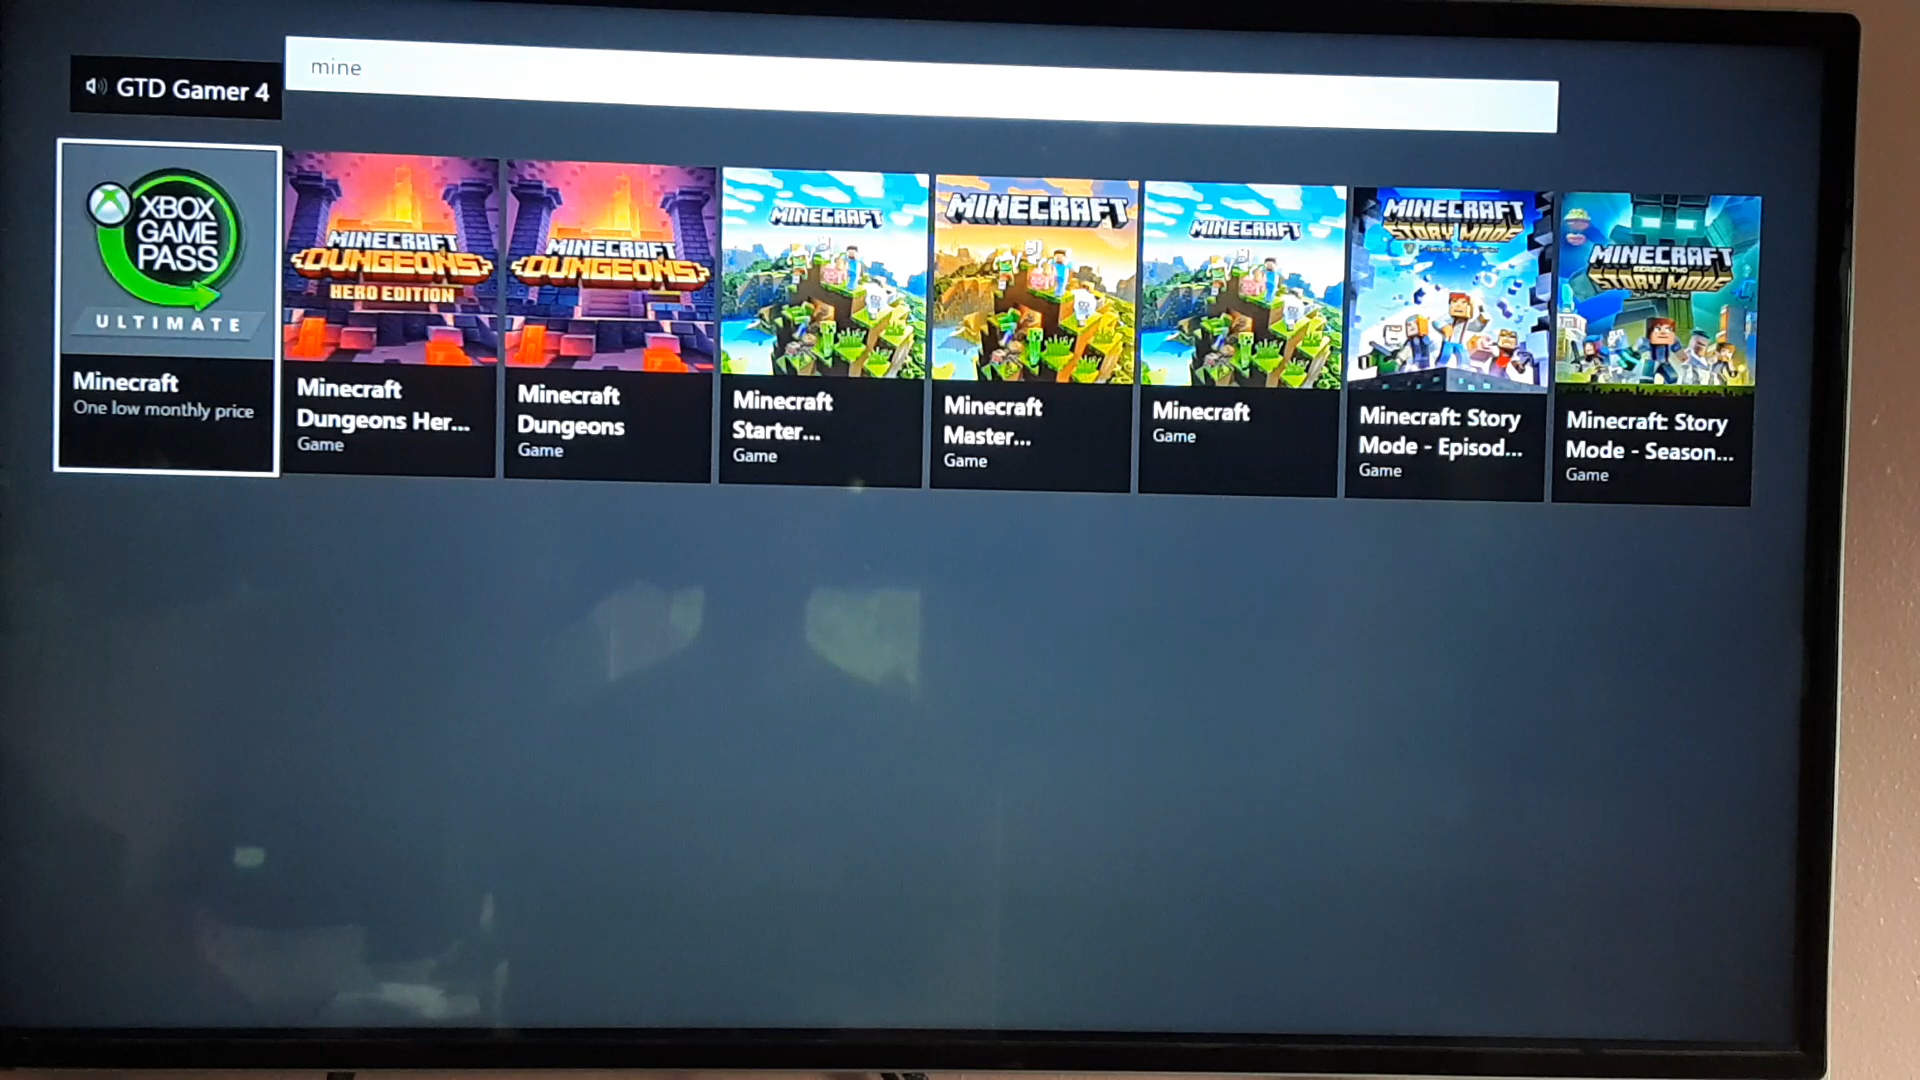 GTD Gamer 4
mine
XBOX
GAME
PASS
ULTIMATE
Minecraft
One low monthly price
MINECRAFT
DUNGEONS
HERO EDITION
Minecraft
Dungeons Her...
Game
MINECRAFT
DUNGEONS
Minecraft
Dungeons
Game
MINECRAFT
Minecraft
Starter...
Game
MINECRAFT
Minecraft
Master...
Game
MINECRAFT
Minecraft
Game
MINECRAFT
STORY MODE
Minecraft: Story
Mode - Episod...
Game
MINECRAFT
SEASON TWO
STORY MODE
Minecraft: Story
Mode - Season...
Game